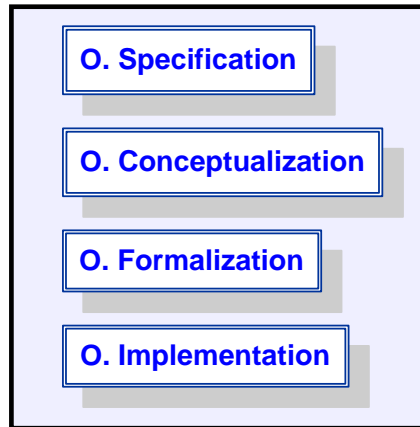 O. Specification
O. Conceptualization
O. Formalization
O. Implementation